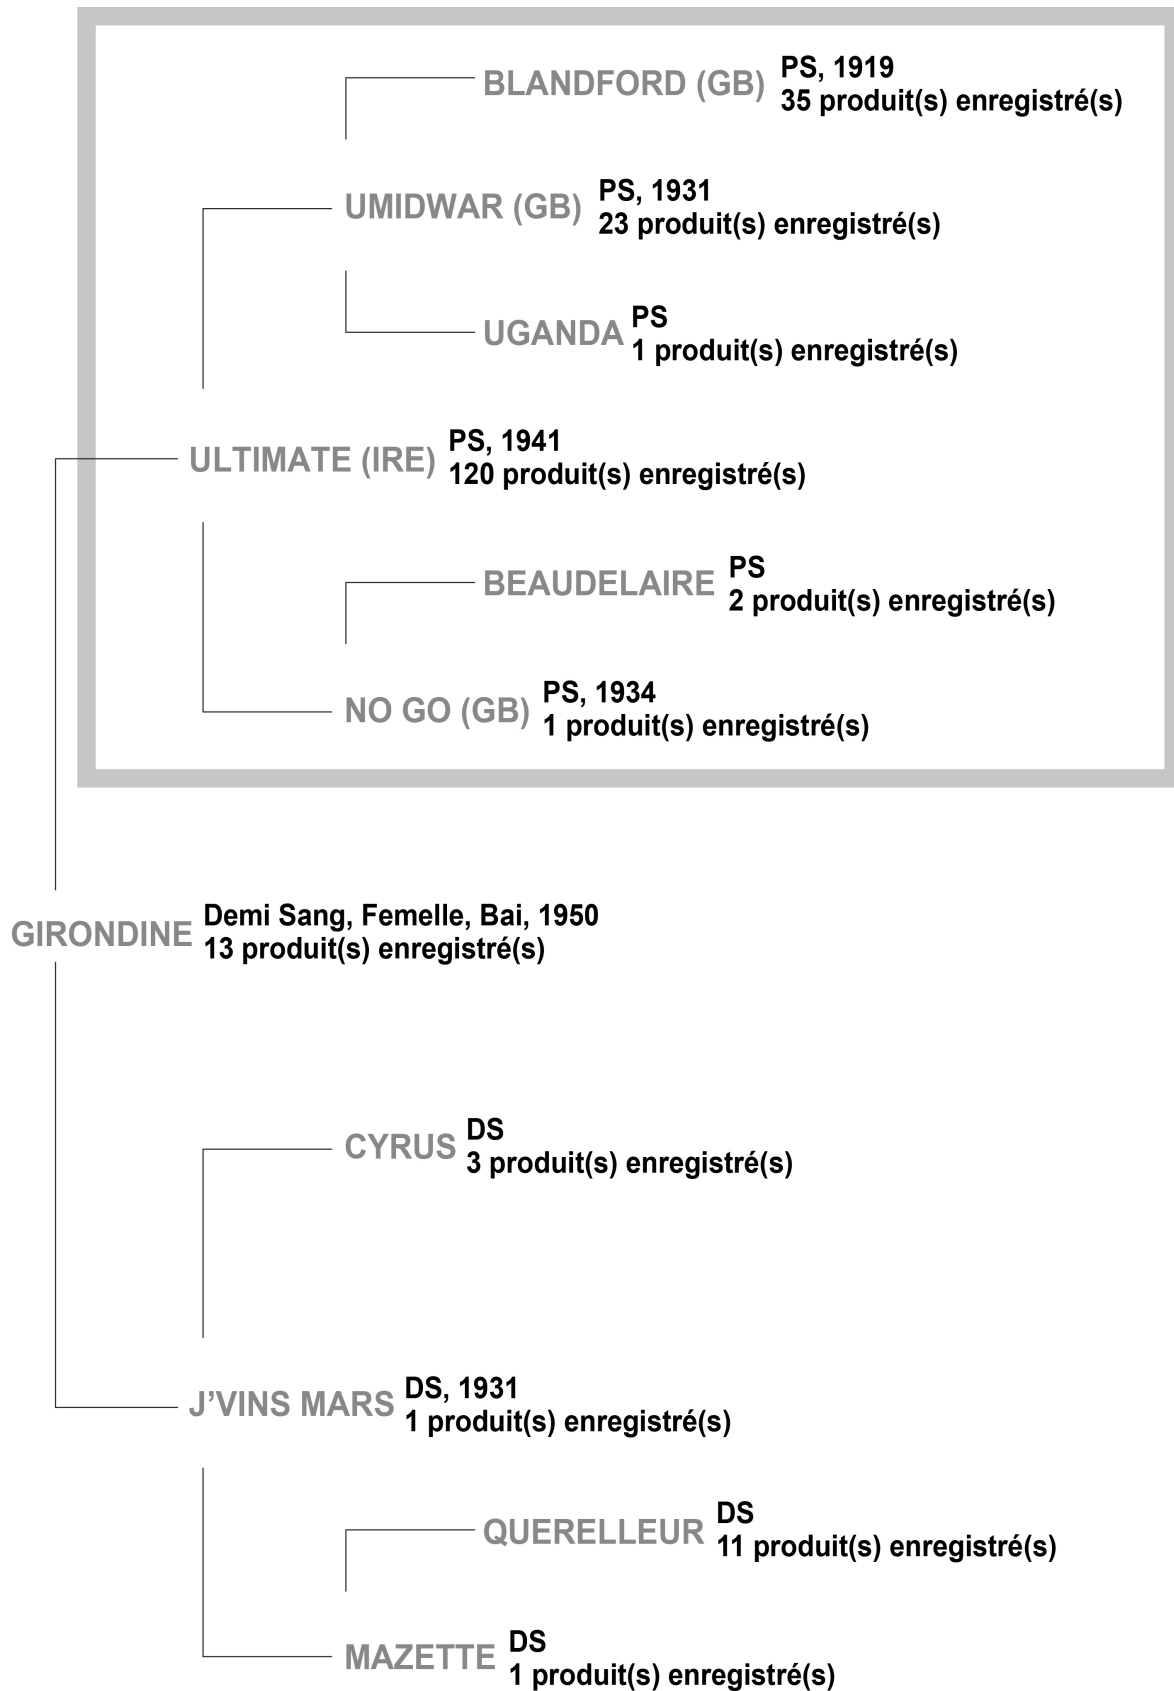 BLANDFORD (GB) PS, 1919
35 produit(s) enregistré(s)
UMIDWAR (GB) PS, 1931
23 produit(s) enregistré(s)
UGANDA PS
1 produit(s) enregistré(s)
ULTIMATE (IRE) PS, 1941
120 produit(s) enregistré(s)
BEAUDELAIRE PS
2 produit(s) enregistré(s)
NO GO (GB) PS, 1934
1 produit(s) enregistré(s)
GIRONDINE Demi Sang, Femelle, Bai, 1950
13 produit(s) enregistré(s)
CYRUS DS
3 produit(s) enregistré(s)
J’VINS MARS DS, 1931
1 produit(s) enregistré(s)
QUERELLEUR DS
11 produit(s) enregistré(s)
MAZETTE DS
1 produit(s) enregistré(s)